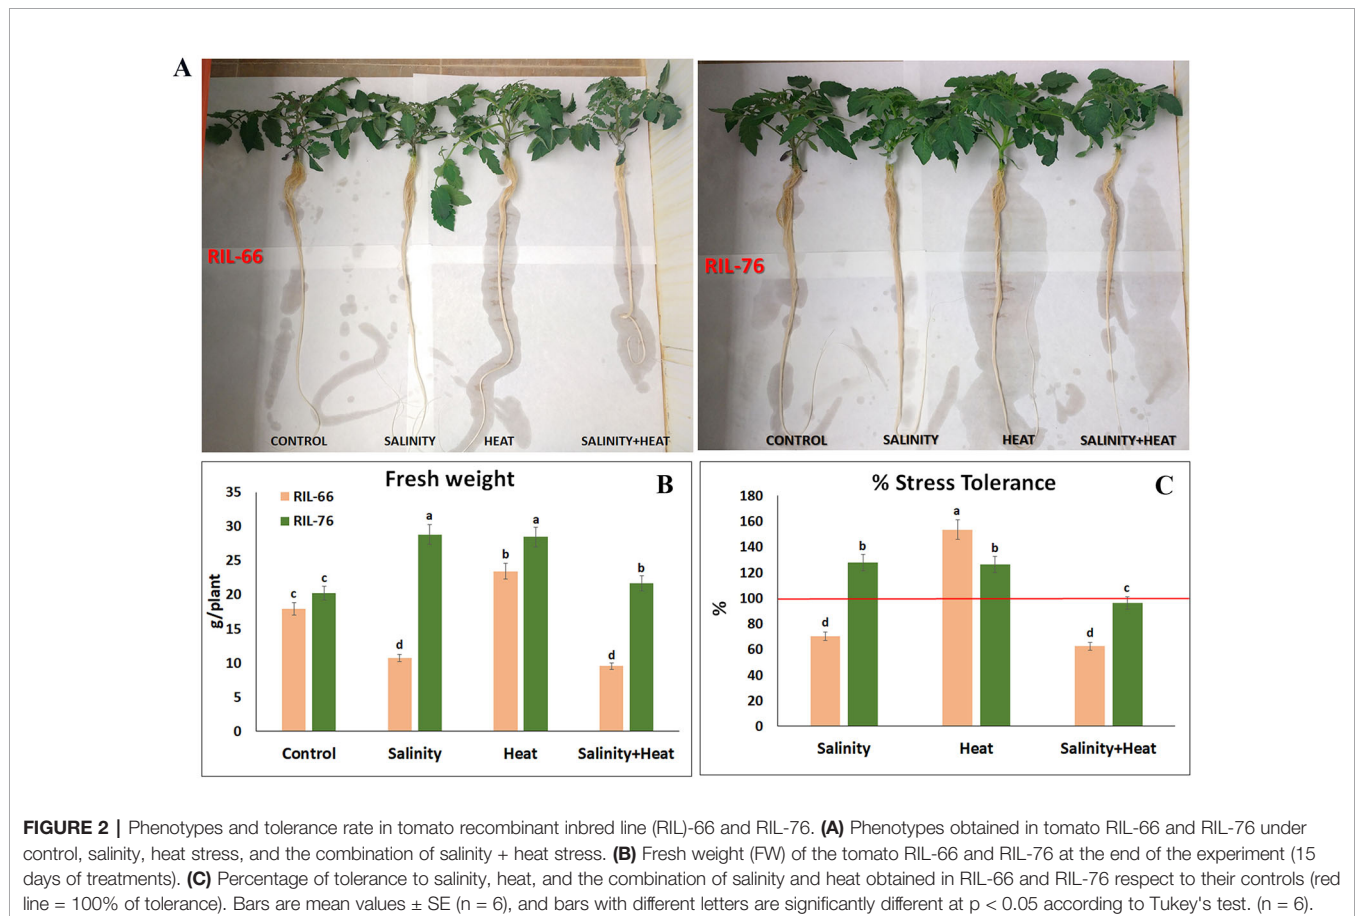 A
RIL-66
CONTROL SALINITY HEAT SALINITY+HEAT
RIL-76
CONTROL SALINITY HEAT SALINITY+HEAT
Fresh weight
B
RIL-66
RIL-76
g/plant
35
30
25
20
15
10
5
0
c c d a b a d b
Control Salinity Heat Salinity+Heat
% Stress Tolerance
C
%
180
160
140
120
100
80
60
40
20
0
d b a b d c
Salinity Heat Salinity+Heat
FIGURE 2 | Phenotypes and tolerance rate in tomato recombinant inbred line (RIL)-66 and RIL-76. (A) Phenotypes obtained in tomato RIL-66 and RIL-76 under
control, salinity, heat stress, and the combination of salinity + heat stress. (B) Fresh weight (FW) of the tomato RIL-66 and RIL-76 at the end of the experiment (15
days of treatments). (C) Percentage of tolerance to salinity, heat, and the combination of salinity and heat obtained in RIL-66 and RIL-76 respect to their controls (red
line = 100% of tolerance). Bars are mean values ± SE (n = 6), and bars with different letters are significantly different at p < 0.05 according to Tukey's test. (n = 6).